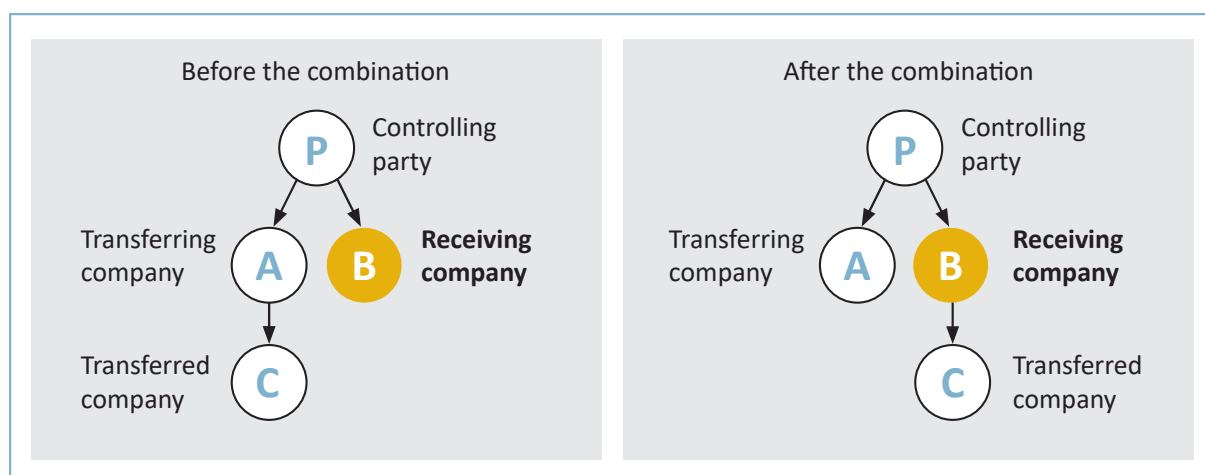 Before the combination
P
Controlling
party
Transferring
company
A
B
Receiving
company
Transferred
company
C
After the combination
P
Controlling
party
Transferring
company
A
B
Receiving
company
C
Transferred
company